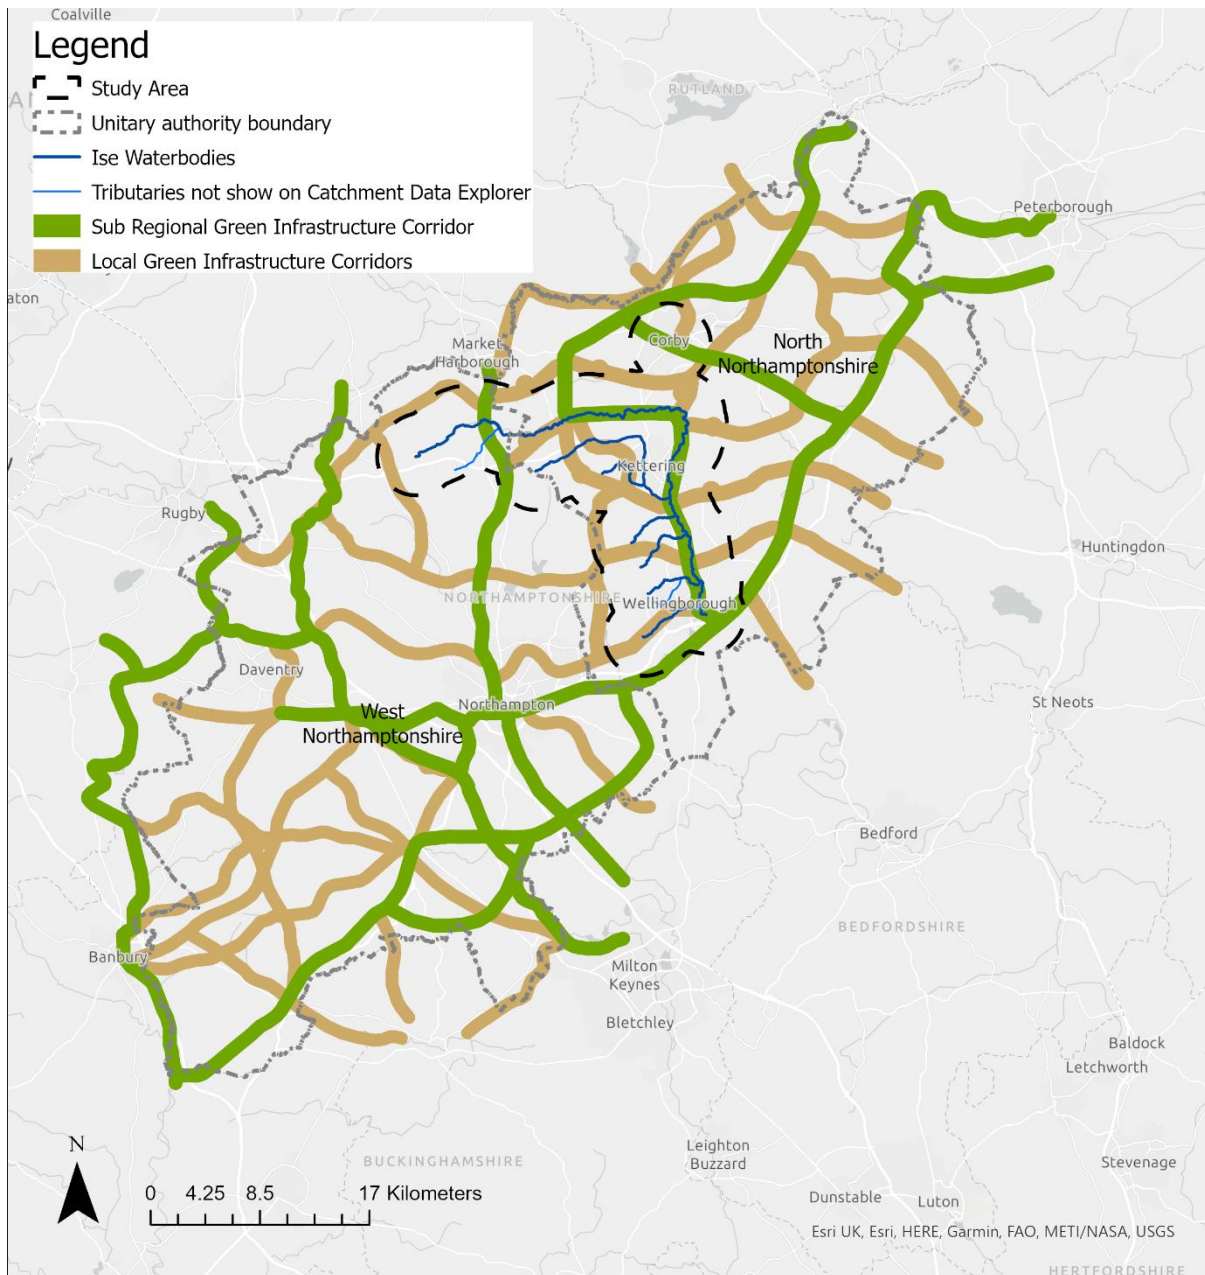 Coalville
Legend
Study Area
Unitary authority boundary
Ise Waterbodies
Tributaries not show on Catchment Data Explorer
Sub Regional Green Infrastructure Corridor
Local Green Infrastructure Corridors
RUTLAND
Peterborough
Market
Harborough
Corby
North
Northamptonshire
Kettering
Rugby
Huntingdon
NORTHAMPTONSHIRE
Wellingborough
Daventry
Northampton
St Neots
West
Northamptonshire
Bedford
BEDFORDSHIRE
Banbury
Milton
Keynes
Bletchley
Baldock
Letchworth
Leighton
Buzzard
Stevenage
BUCKINGHAMSHIRE
N
0 4.25 8.5 17 Kilometers
Dunstable
Luton
Esri UK, Esri, HERE, Garmin, FAO, METI/NASA, USGS
HERTFORDSHIRE